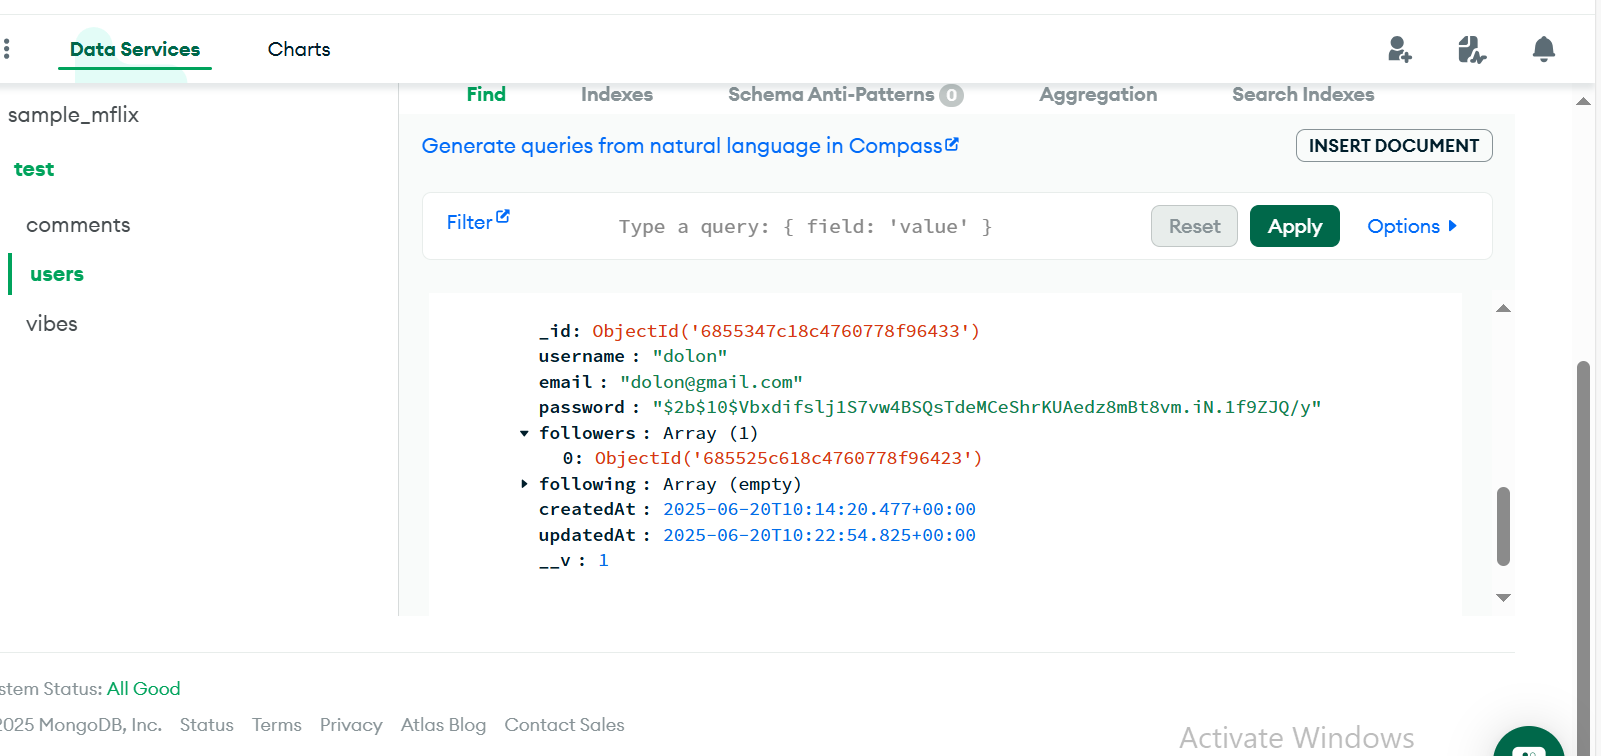 Data Services
Charts
sample_mflix
test
comments
users
vibes
Find
Indexes
Schema Anti-Patterns 0
Aggregation
Search Indexes
Generate queries from natural language in Compass
INSERT DOCUMENT
Filter
Type a query: { field: 'value' }
Reset
Apply
Options
_id: ObjectId('6855347c18c4760778f96433')
username : "dolon"
email : "dolon@gmail.com"
password : "$2b$10$Vbxdifslj1S7vw4BSQsTdeMCeShrKUAedz8mBt8vm.iN.1f9ZJQ/y"
followers : Array (1)
0: ObjectId('685525c618c4760778f96423')
following : Array (empty)
createdAt : 2025-06-20T10:14:20.477+00:00
updatedAt : 2025-06-20T10:22:54.825+00:00
__v : 1
stem Status: All Good
2025 MongoDB, Inc. Status Terms Privacy Atlas Blog Contact Sales
Activate Windows